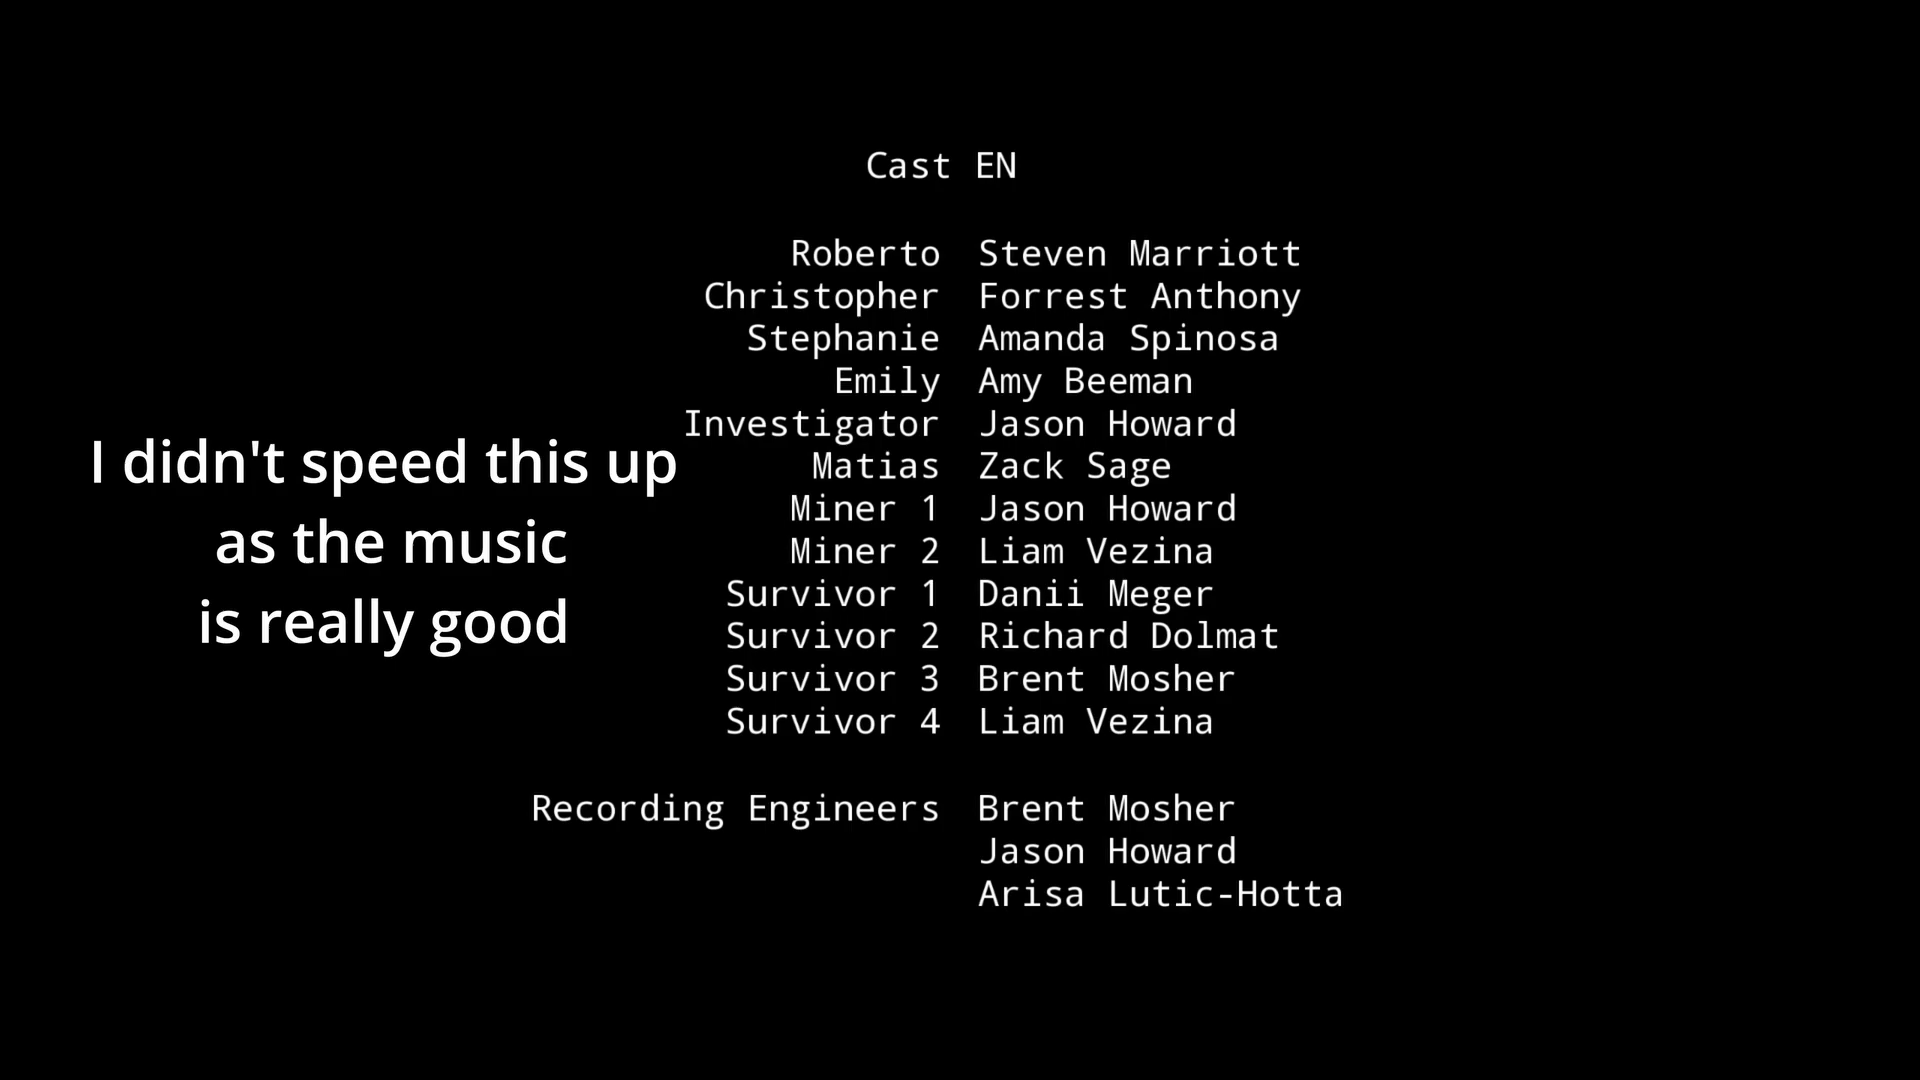 Cast EN
Roberto Steven Marriott
Christopher Forrest Anthony
Stephanie Amanda Spinosa
Emily Amy Beeman
Investigator Jason Howard
Matias Zack Sage
Miner 1 Jason Howard
Miner 2 Liam Vezina
Survivor 1 Danii Meger
Survivor 2 Richard Dolmat
Survivor 3 Brent Mosher
Survivor 4 Liam Vezina
Recording Engineers Brent Mosher
Jason Howard
Arisa Lutic-Hotta
I didn't speed this up
as the music
is really good